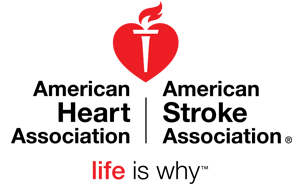 American
Heart
Association
American
Stroke
Association®
life is why™